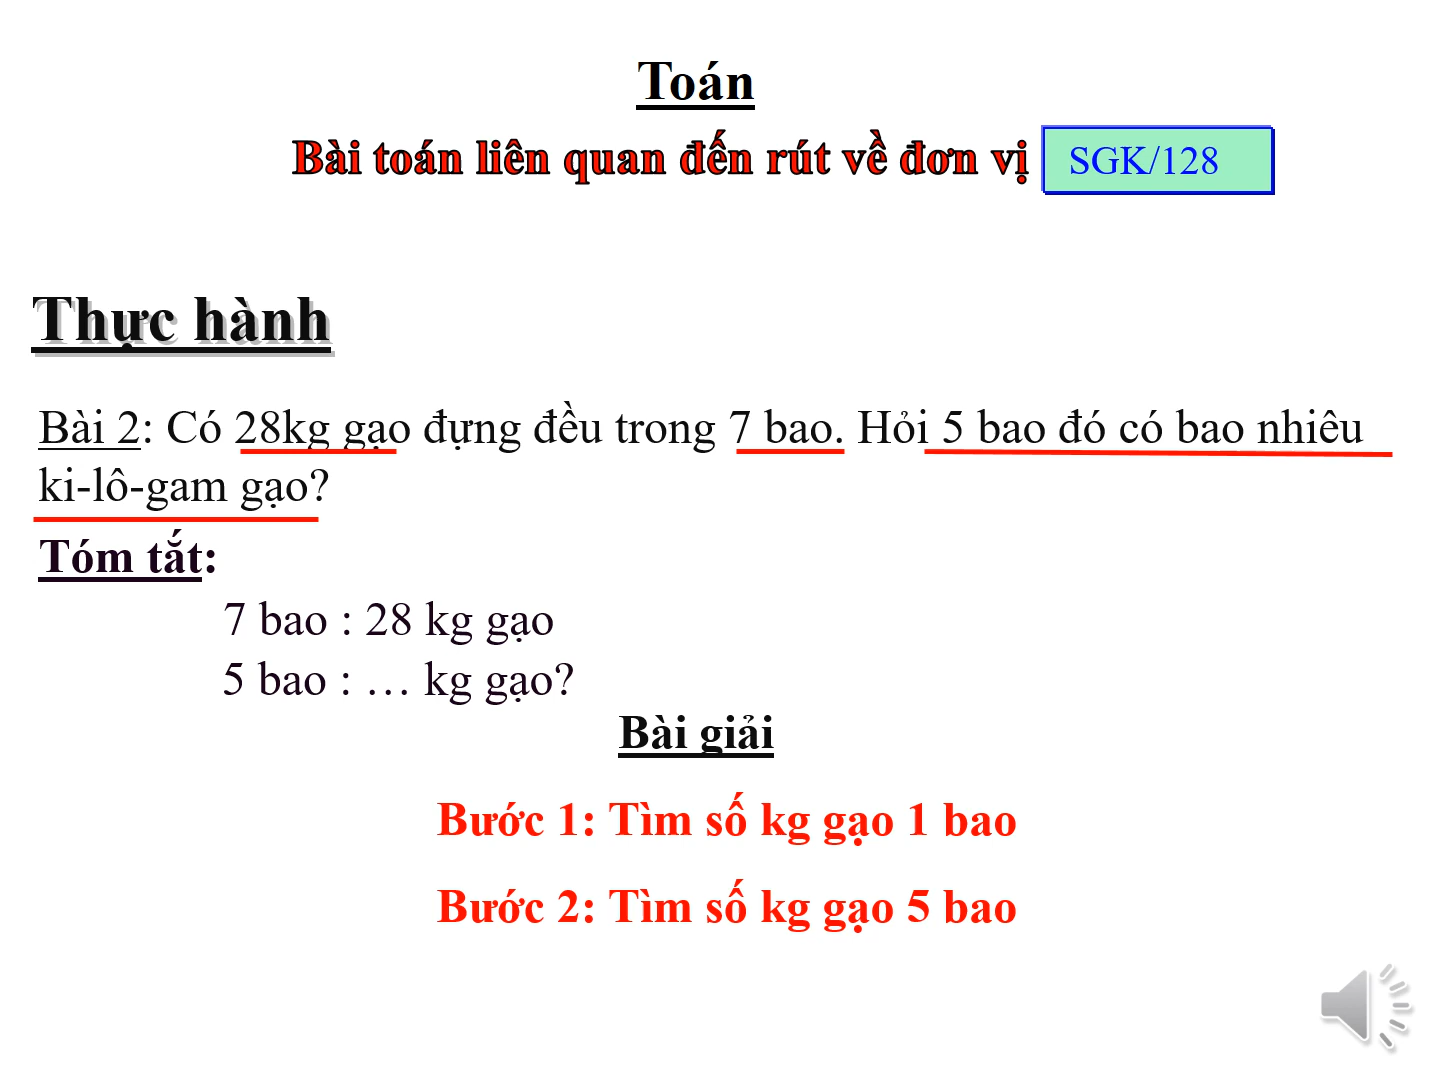 Toán
Bài toán liên quan đến rút về đơn vị SGK/128
Thực hành
Bài 2: Có 28kg gạo đựng đều trong 7 bao. Hỏi 5 bao đó có bao nhiêu
ki-lô-gam gạo?
Tóm tắt:
7 bao : 28 kg gạo
5 bao : … kg gạo?
Bài giải
Bước 1: Tìm số kg gạo 1 bao
Bước 2: Tìm số kg gạo 5 bao